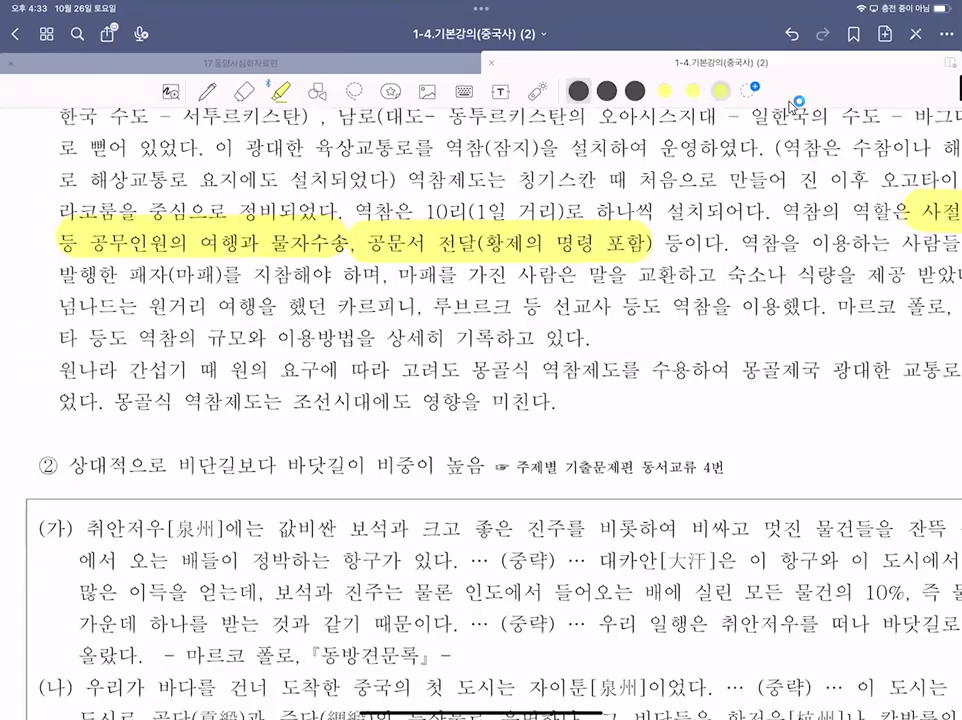 오후 4:33 10월 26일 토요일
충전 중이 아님
1-4.기본강의(중국사) (2)
17.동양사심화자료편
1-4.기본강의(중국사) (2)
한국 수도 – 서투르키스탄) , 남로(대도- 동투르키스탄의 오아시스지대 – 일한국의 수도 – 바그다
로 뻗어 있었다. 이 광대한 육상교통로를 역참(잠지)을 설치하여 운영하였다. (역참은 수참이나 해
로 해상교통로 요지에도 설치되었다) 역참제도는 칭기스칸 때 처음으로 만들어 진 이후 오고타이
라코룸을 중심으로 정비되었다. 역참은 10리(1일 거리)로 하나씩 설치되어다. 역참의 역할은 사절
등 공무인원의 여행과 물자수송, 공문서 전달(황제의 명령 포함) 등이다. 역참을 이용하는 사람들
발행한 패자(마패)를 지참해야 하며, 마패를 가진 사람은 말을 교환하고 숙소나 식량을 제공 받았
넘나드는 원거리 여행을 했던 카르피니, 루브르크 등 선교사 등도 역참을 이용했다. 마르코 폴로,
타 등도 역참의 규모와 이용방법을 상세히 기록하고 있다.
원나라 간섭기 때 원의 요구에 따라 고려도 몽골식 역참제도를 수용하여 몽골제국 광대한 교통로
었다. 몽골식 역참제도는 조선시대에도 영향을 미친다.
② 상대적으로 비단길보다 바닷길이 비중이 높음 ☞ 주제별 기출문제편 동서교류 4번
(가) 취안저우[泉州]에는 값비싼 보석과 크고 좋은 진주를 비롯하여 비싸고 멋진 물건들을 잔뜩
에서 오는 배들이 정박하는 항구가 있다. … (중략) … 대카안[大汗]은 이 항구와 이 도시에서
많은 이득을 얻는데, 보석과 진주는 물론 인도에서 들어오는 배에 실린 모든 물건의 10%, 즉
가운데 하나를 받는 것과 같기 때문이다. … (중략) … 우리 일행은 취안저우를 떠나 바닷길로
올랐다. - 마르코 폴로,『동방견문록』-
(나) 우리가 바다를 건너 도착한 중국의 첫 도시는 자이툰[泉州]이었다. … (중략) … 이 도시는